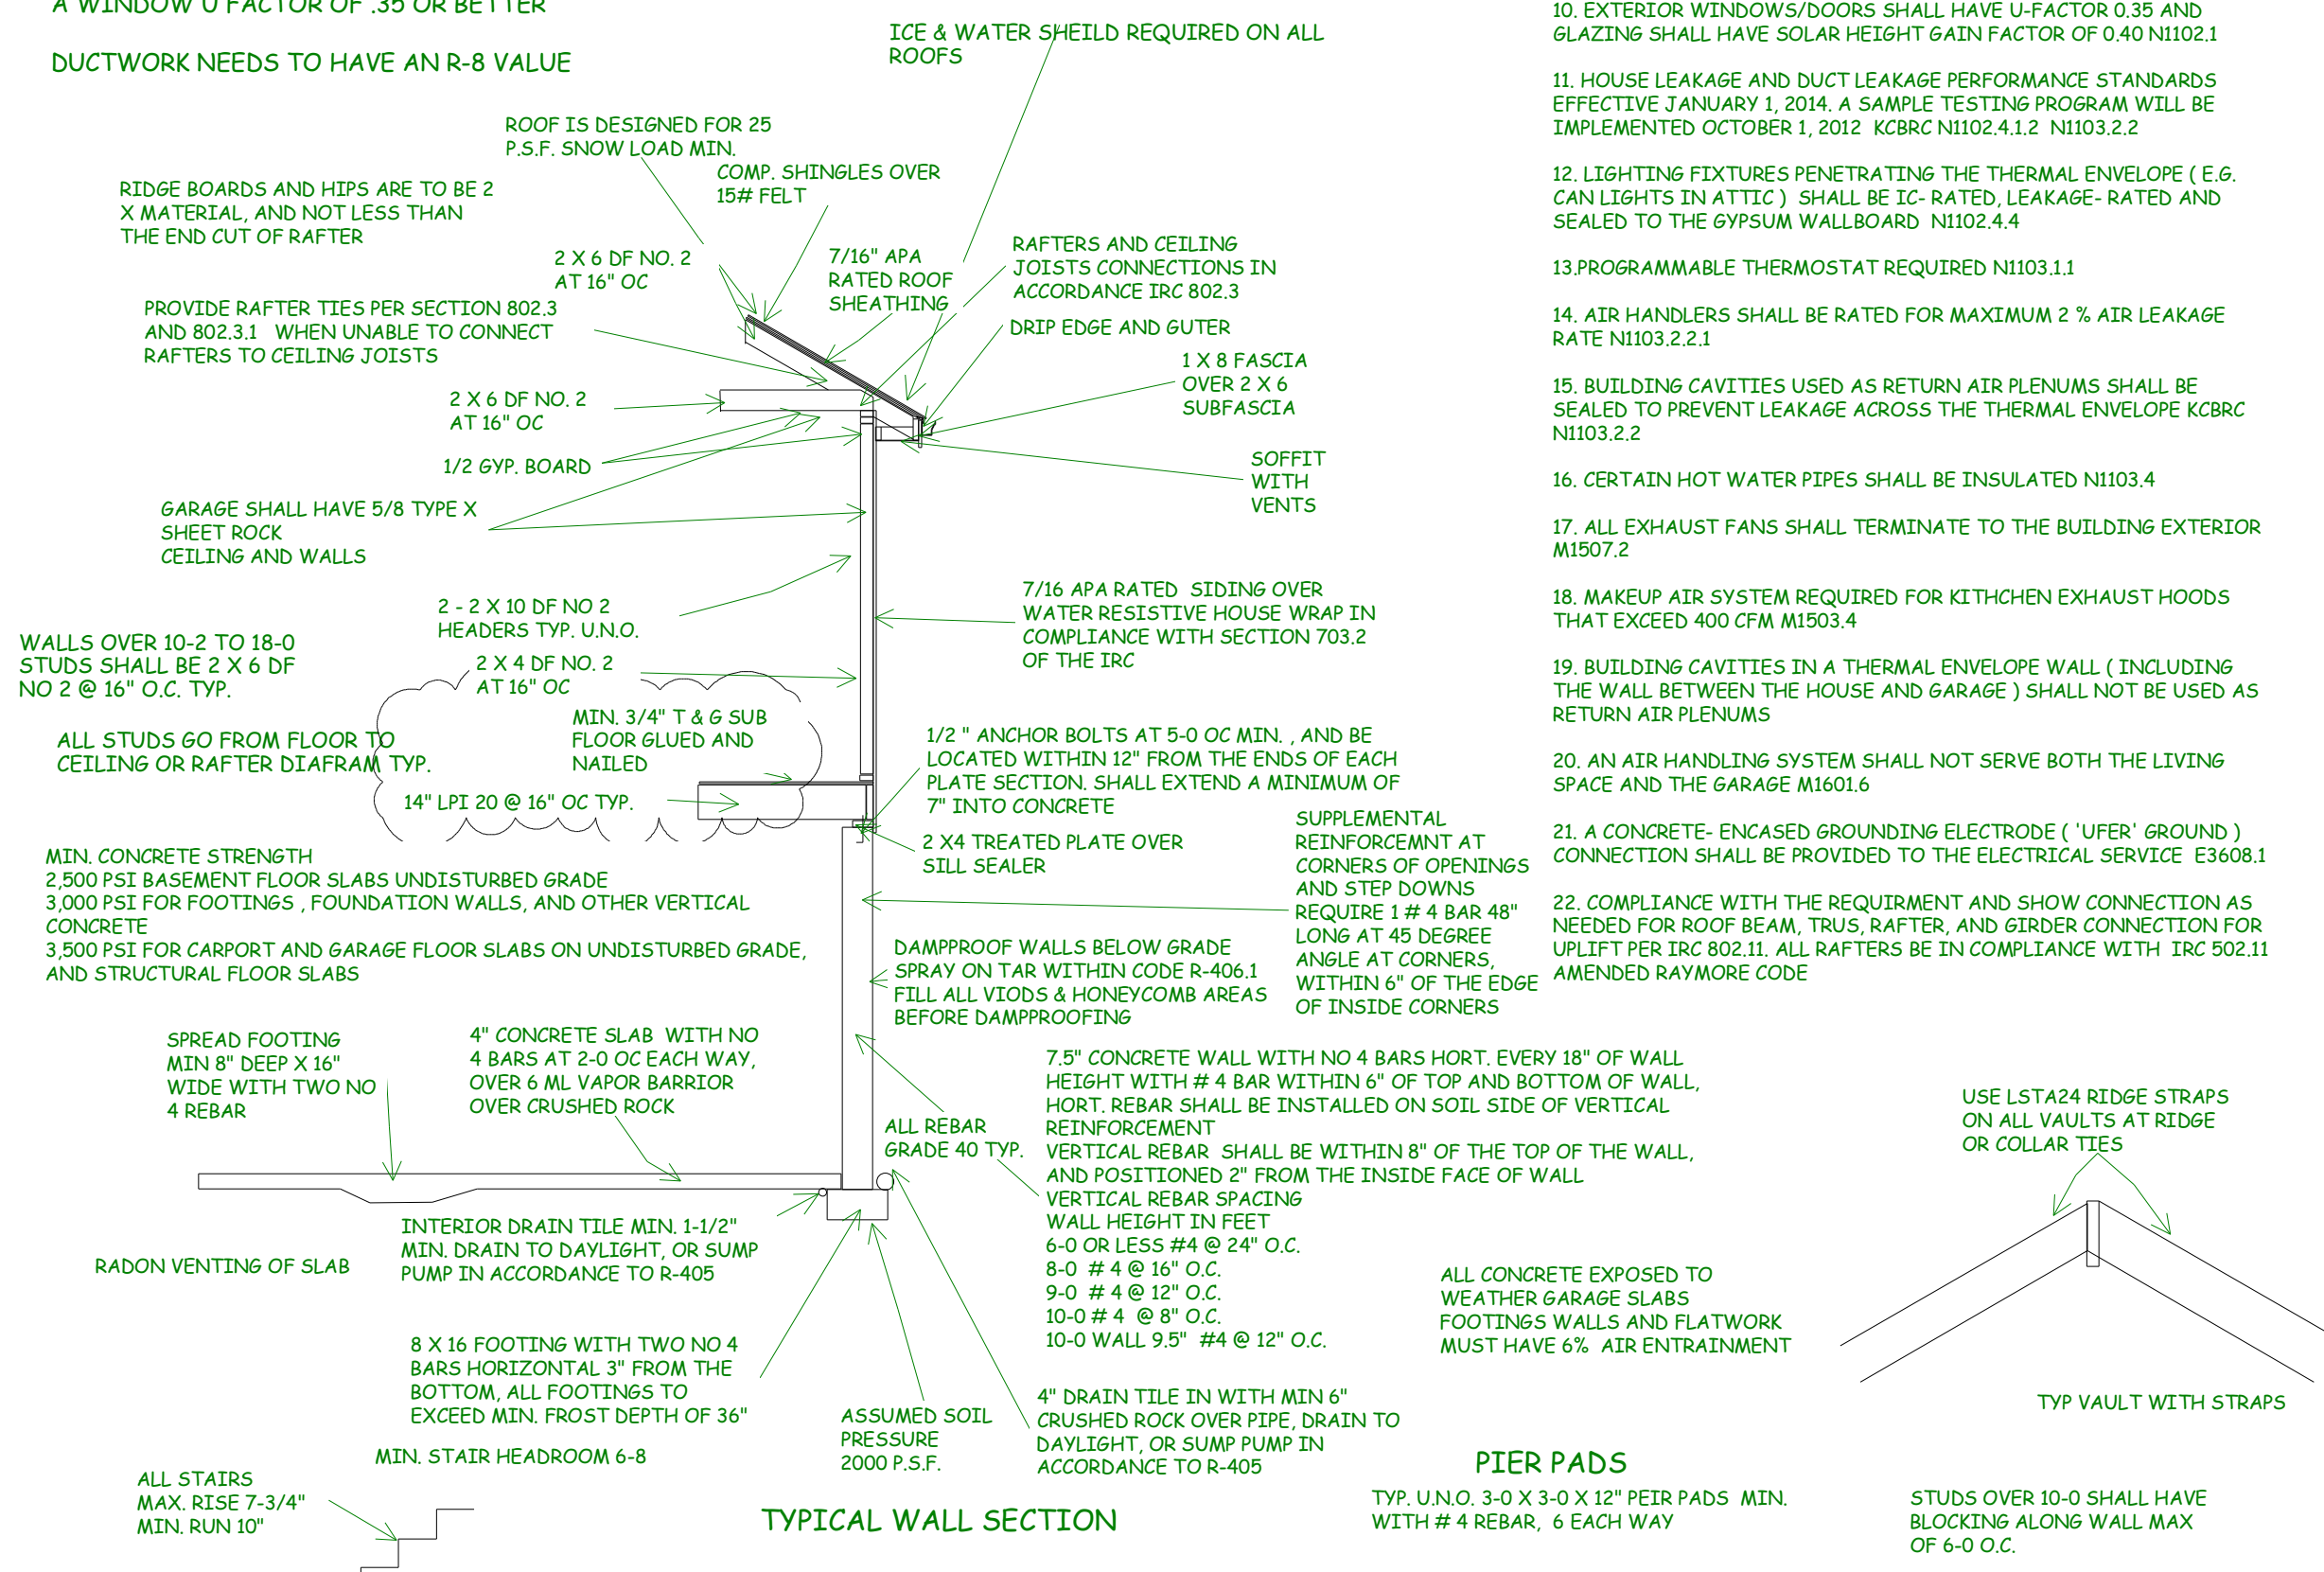 A WINDOW U FACTOR OF .35 OR BETTER
DUCTWORK NEEDS TO HAVE AN R-8 VALUE
ICE & WATER SHEILD REQUIRED ON ALL
ROOFS
ROOF IS DESIGNED FOR 25
P.S.F. SNOW LOAD MIN.
COMP. SHINGLES OVER
15# FELT
RIDGE BOARDS AND HIPS ARE TO BE 2
X MATERIAL, AND NOT LESS THAN
THE END CUT OF RAFTER
2 X 6 DF NO. 2
AT 16" OC
7/16" APA
RATED ROOF
SHEATHING
RAFTERS AND CEILING
JOISTS CONNECTIONS IN
ACCORDANCE IRC 802.3
PROVIDE RAFTER TIES PER SECTION 802.3
AND 802.3.1 WHEN UNABLE TO CONNECT
RAFTERS TO CEILING JOISTS
DRIP EDGE AND GUTER
1 X 8 FASCIA
OVER 2 X 6
SUBFASCIA
2 X 6 DF NO. 2
AT 16" OC
1/2 GYP. BOARD
SOFFIT
WITH
VENTS
GARAGE SHALL HAVE 5/8 TYPE X
SHEET ROCK
CEILING AND WALLS
2 - 2 X 10 DF NO 2
HEADERS TYP. U.N.O.
7/16 APA RATED SIDING OVER
WATER RESISTIVE HOUSE WRAP IN
COMPLIANCE WITH SECTION 703.2
OF THE IRC
WALLS OVER 10-2 TO 18-0
STUDS SHALL BE 2 X 6 DF
NO 2 @ 16" O.C. TYP.
2 X 4 DF NO. 2
AT 16" OC
MIN. 3/4" T & G SUB
FLOOR GLUED AND
NAILED
ALL STUDS GO FROM FLOOR TO
CEILING OR RAFTER DIAFRAM TYP.
14" LPI 20 @ 16" OC TYP.
1/2 " ANCHOR BOLTS AT 5-0 OC MIN. , AND BE
LOCATED WITHIN 12" FROM THE ENDS OF EACH
PLATE SECTION. SHALL EXTEND A MINIMUM OF
7" INTO CONCRETE
2 X4 TREATED PLATE OVER
SILL SEALER
SUPPLEMENTAL
REINFORCEMNT AT
CORNERS OF OPENINGS
AND STEP DOWNS
REQUIRE 1 # 4 BAR 48"
LONG AT 45 DEGREE
ANGLE AT CORNERS,
WITHIN 6" OF THE EDGE
OF INSIDE CORNERS
MIN. CONCRETE STRENGTH
2,500 PSI BASEMENT FLOOR SLABS UNDISTURBED GRADE
3,000 PSI FOR FOOTINGS , FOUNDATION WALLS, AND OTHER VERTICAL
CONCRETE
3,500 PSI FOR CARPORT AND GARAGE FLOOR SLABS ON UNDISTURBED GRADE,
AND STRUCTURAL FLOOR SLABS
DAMPPROOF WALLS BELOW GRADE
SPRAY ON TAR WITHIN CODE R-406.1
FILL ALL VIODS & HONEYCOMB AREAS
BEFORE DAMPPROOFING
SPREAD FOOTING
MIN 8" DEEP X 16"
WIDE WITH TWO NO
4 REBAR
4" CONCRETE SLAB WITH NO
4 BARS AT 2-0 OC EACH WAY,
OVER 6 ML VAPOR BARRIOR
OVER CRUSHED ROCK
ALL REBAR
GRADE 40 TYP.
7.5" CONCRETE WALL WITH NO 4 BARS HORT. EVERY 18" OF WALL
HEIGHT WITH # 4 BAR WITHIN 6" OF TOP AND BOTTOM OF WALL,
HORT. REBAR SHALL BE INSTALLED ON SOIL SIDE OF VERTICAL
REINFORCEMENT
VERTICAL REBAR SHALL BE WITHIN 8" OF THE TOP OF THE WALL,
AND POSITIONED 2" FROM THE INSIDE FACE OF WALL
VERTICAL REBAR SPACING
WALL HEIGHT IN FEET
6-0 OR LESS #4 @ 24" O.C.
8-0 # 4 @ 16" O.C.
9-0 # 4 @ 12" O.C.
10-0 # 4 @ 8" O.C.
10-0 WALL 9.5" #4 @ 12" O.C.
INTERIOR DRAIN TILE MIN. 1-1/2"
MIN. DRAIN TO DAYLIGHT, OR SUMP
PUMP IN ACCORDANCE TO R-405
RADON VENTING OF SLAB
8 X 16 FOOTING WITH TWO NO 4
BARS HORIZONTAL 3" FROM THE
BOTTOM, ALL FOOTINGS TO
EXCEED MIN. FROST DEPTH OF 36"
ASSUMED SOIL
PRESSURE
2000 P.S.F.
4" DRAIN TILE IN WITH MIN 6"
CRUSHED ROCK OVER PIPE, DRAIN TO
DAYLIGHT, OR SUMP PUMP IN
ACCORDANCE TO R-405
MIN. STAIR HEADROOM 6-8
ALL STAIRS
MAX. RISE 7-3/4"
MIN. RUN 10"
TYPICAL WALL SECTION
10. EXTERIOR WINDOWS/DOORS SHALL HAVE U-FACTOR 0.35 AND
GLAZING SHALL HAVE SOLAR HEIGHT GAIN FACTOR OF 0.40 N1102.1
11. HOUSE LEAKAGE AND DUCT LEAKAGE PERFORMANCE STANDARDS
EFFECTIVE JANUARY 1, 2014. A SAMPLE TESTING PROGRAM WILL BE
IMPLEMENTED OCTOBER 1, 2012 KCBRC N1102.4.1.2 N1103.2.2
12. LIGHTING FIXTURES PENETRATING THE THERMAL ENVELOPE ( E.G.
CAN LIGHTS IN ATTIC ) SHALL BE IC- RATED, LEAKAGE- RATED AND
SEALED TO THE GYPSUM WALLBOARD N1102.4.4
13.PROGRAMMABLE THERMOSTAT REQUIRED N1103.1.1
14. AIR HANDLERS SHALL BE RATED FOR MAXIMUM 2 % AIR LEAKAGE
RATE N1103.2.2.1
15. BUILDING CAVITIES USED AS RETURN AIR PLENUMS SHALL BE
SEALED TO PREVENT LEAKAGE ACROSS THE THERMAL ENVELOPE KCBRC
N1103.2.2
16. CERTAIN HOT WATER PIPES SHALL BE INSULATED N1103.4
17. ALL EXHAUST FANS SHALL TERMINATE TO THE BUILDING EXTERIOR
M1507.2
18. MAKEUP AIR SYSTEM REQUIRED FOR KITHCHEN EXHAUST HOODS
THAT EXCEED 400 CFM M1503.4
19. BUILDING CAVITIES IN A THERMAL ENVELOPE WALL ( INCLUDING
THE WALL BETWEEN THE HOUSE AND GARAGE ) SHALL NOT BE USED AS
RETURN AIR PLENUMS
20. AN AIR HANDLING SYSTEM SHALL NOT SERVE BOTH THE LIVING
SPACE AND THE GARAGE M1601.6
21. A CONCRETE- ENCASED GROUNDING ELECTRODE ( 'UFER' GROUND )
CONNECTION SHALL BE PROVIDED TO THE ELECTRICAL SERVICE E3608.1
22. COMPLIANCE WITH THE REQUIRMENT AND SHOW CONNECTION AS
NEEDED FOR ROOF BEAM, TRUS, RAFTER, AND GIRDER CONNECTION FOR
UPLIFT PER IRC 802.11. ALL RAFTERS BE IN COMPLIANCE WITH IRC 502.11
AMENDED RAYMORE CODE
USE LSTA24 RIDGE STRAPS
ON ALL VAULTS AT RIDGE
OR COLLAR TIES
ALL CONCRETE EXPOSED TO
WEATHER GARAGE SLABS
FOOTINGS WALLS AND FLATWORK
MUST HAVE 6% AIR ENTRAINMENT
TYP VAULT WITH STRAPS
PIER PADS
TYP. U.N.O. 3-0 X 3-0 X 12" PEIR PADS MIN.
WITH # 4 REBAR, 6 EACH WAY
STUDS OVER 10-0 SHALL HAVE
BLOCKING ALONG WALL MAX
OF 6-0 O.C.